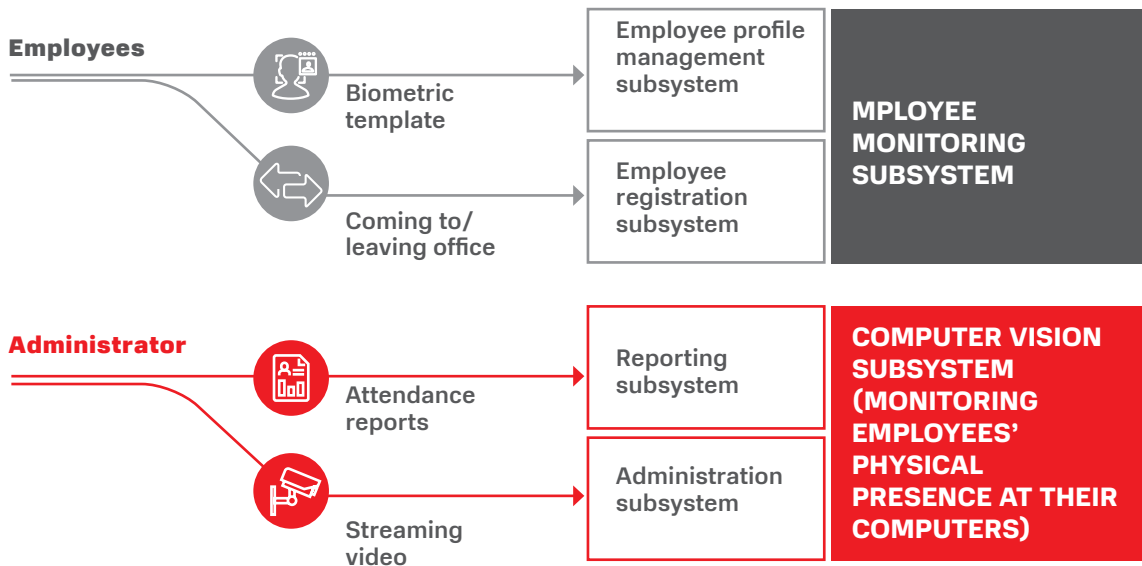 Employees
Biometric
template
Employee profile
management
subsystem
Coming to/
leaving office
Employee
registration
subsystem
MPLOYEE
MONITORING
SUBSYSTEM
Administrator
Attendance
reports
Reporting
subsystem
Streaming
video
Administration
subsystem
COMPUTER VISION
SUBSYSTEM
(MONITORING
EMPLOYEES’
PHYSICAL
PRESENCE AT THEIR
COMPUTERS)